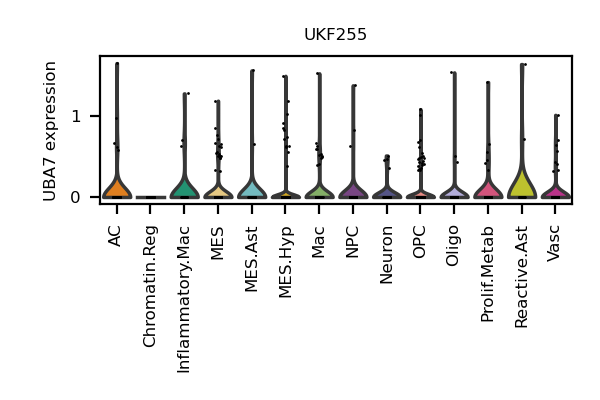 UKF255
UBA7 expression
1
0
AC
Chromatin.Reg
Inflammatory.Mac
MES
MES.Ast
MES.Hyp
Mac
NPC
Neuron
OPC
Oligo
Prolif.Metab
Reactive.Ast
Vasc